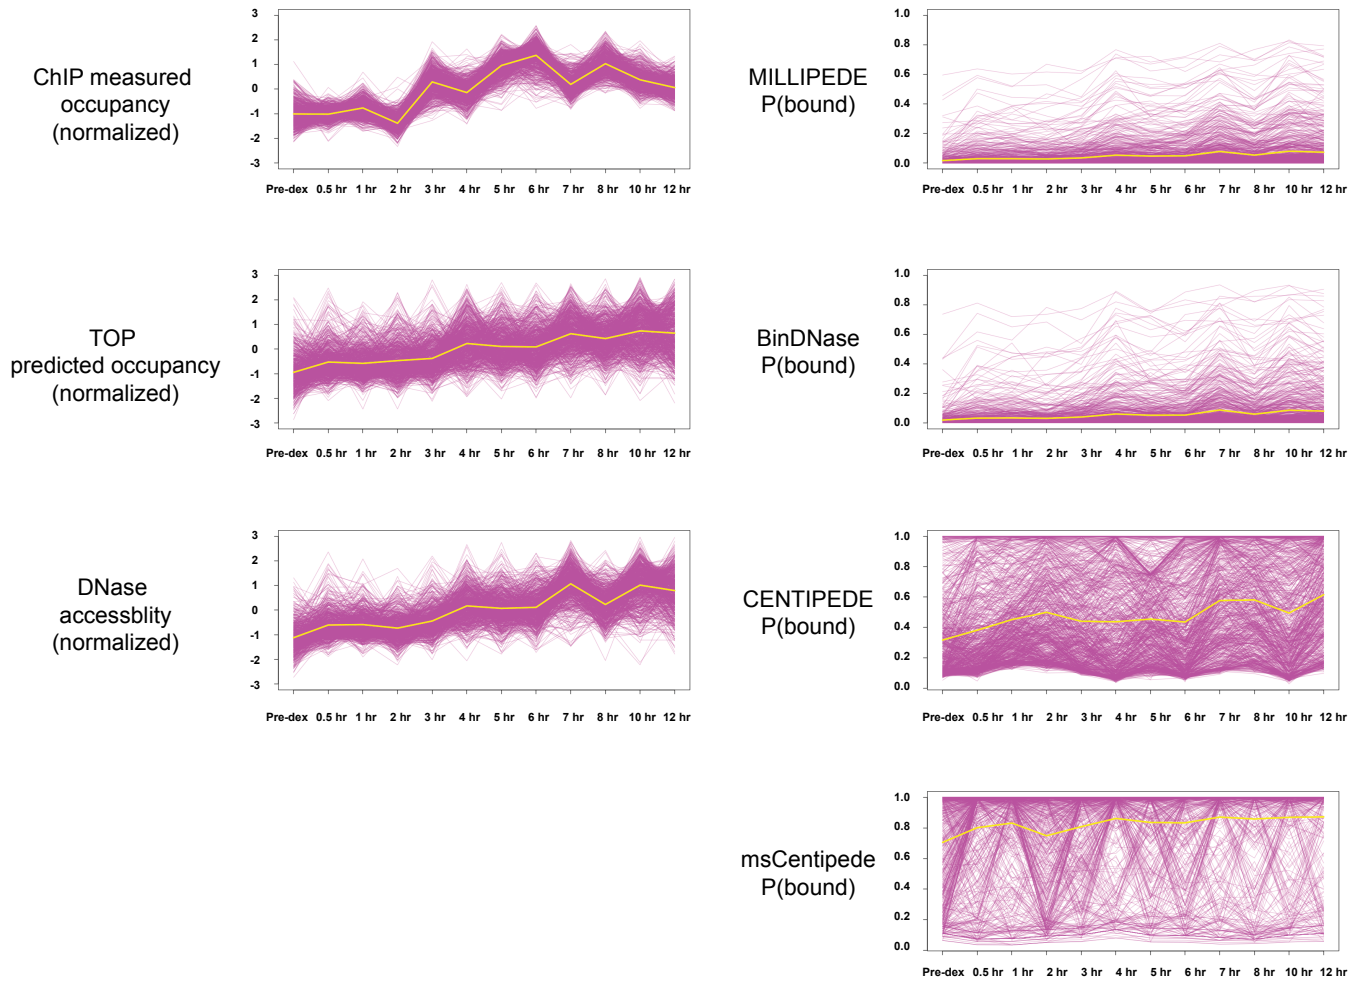 ChIP measured
occupancy
(normalized)
3
2
1
0
-1
-2
-3
Pre-dex 0.5 hr 1 hr 2 hr 3 hr 4 hr 5 hr 6 hr 7 hr 8 hr 10 hr 12 hr
MILLIPEDE
P(bound)
1.0
0.8
0.6
0.4
0.2
0.0
Pre-dex 0.5 hr 1 hr 2 hr 3 hr 4 hr 5 hr 6 hr 7 hr 8 hr 10 hr 12 hr
TOP
predicted occupancy
(normalized)
3
2
1
0
-1
-2
-3
Pre-dex 0.5 hr 1 hr 2 hr 3 hr 4 hr 5 hr 6 hr 7 hr 8 hr 10 hr 12 hr
BinDNase
P(bound)
1.0
0.8
0.6
0.4
0.2
0.0
Pre-dex 0.5 hr 1 hr 2 hr 3 hr 4 hr 5 hr 6 hr 7 hr 8 hr 10 hr 12 hr
DNase
accessblity
(normalized)
3
2
1
0
-1
-2
-3
Pre-dex 0.5 hr 1 hr 2 hr 3 hr 4 hr 5 hr 6 hr 7 hr 8 hr 10 hr 12 hr
CENTIPEDE
P(bound)
1.0
0.8
0.6
0.4
0.2
0.0
Pre-dex 0.5 hr 1 hr 2 hr 3 hr 4 hr 5 hr 6 hr 7 hr 8 hr 10 hr 12 hr
msCentipede
P(bound)
1.0
0.8
0.6
0.4
0.2
0.0
Pre-dex 0.5 hr 1 hr 2 hr 3 hr 4 hr 5 hr 6 hr 7 hr 8 hr 10 hr 12 hr